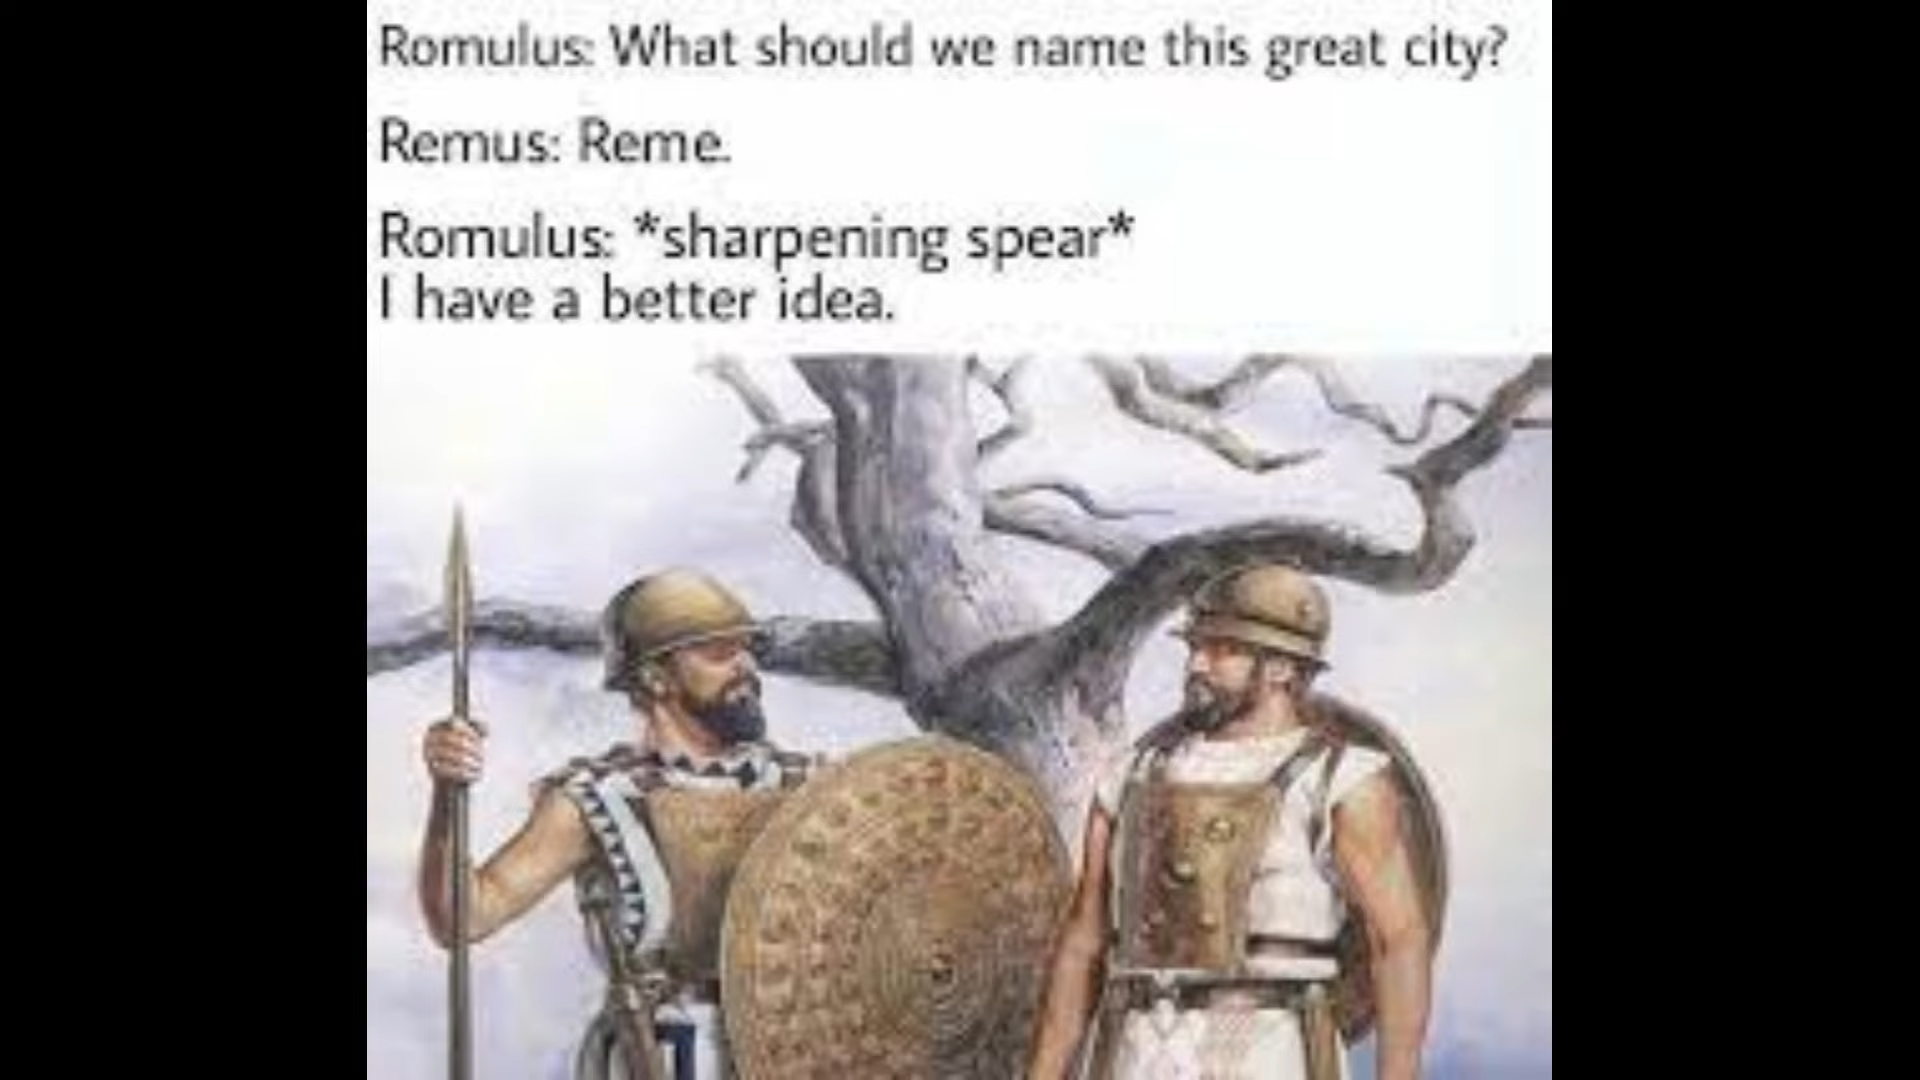 Romulus: What should we name this great city?
Remus: Reme.
Romulus: *sharpening spear*
I have a better idea.